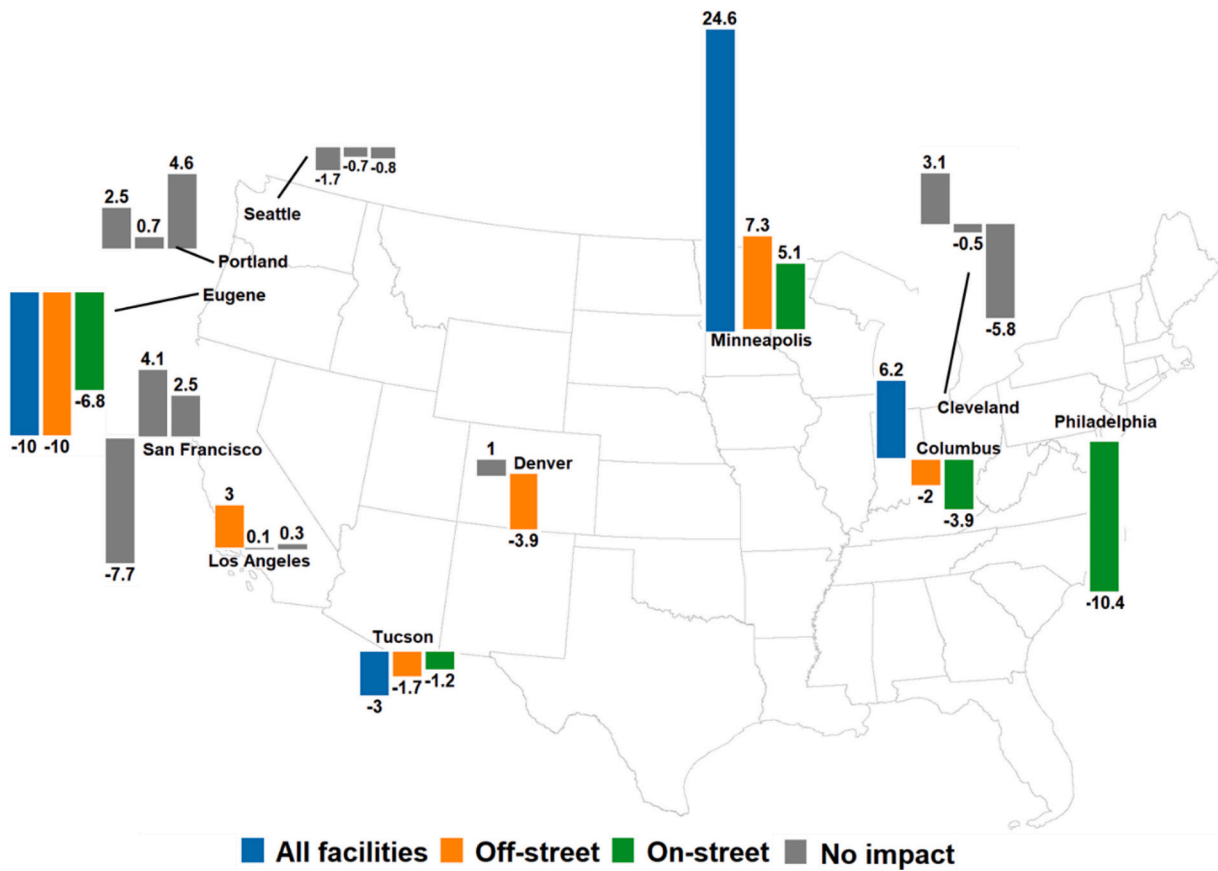 24.6
7.3
5.1
Minneapolis
-1.7
-0.7
-0.8
Seattle
2.5
0.7
4.6
Portland
Eugene
-10
-10
-6.8
4.1
2.5
-7.7
San Francisco
3
0.1
0.3
Los Angeles
1
Denver
-3.9
Tucson
-3
-1.7
-1.2
3.1
-0.5
-5.8
Cleveland
6.2
Columbus
-2
-3.9
Philadelphia
-10.4
All facilities Off-street On-street No impact